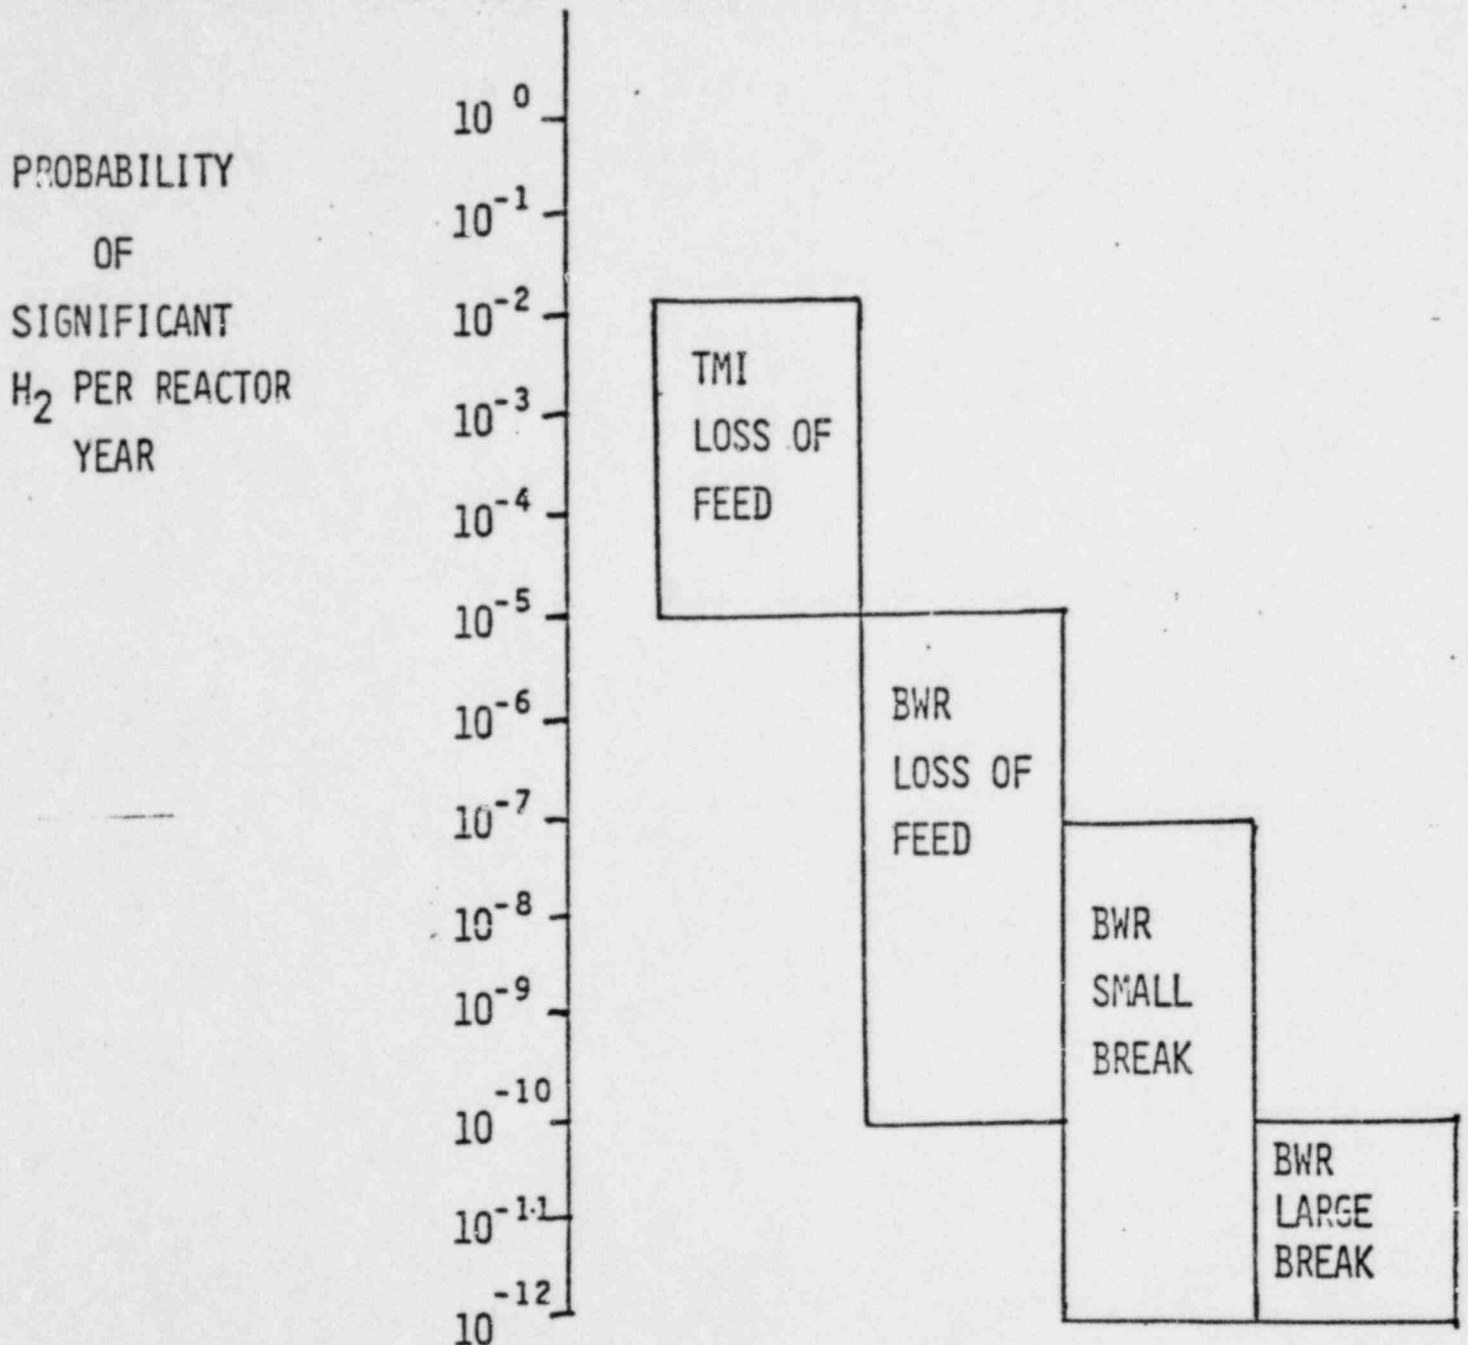 PROBABILITY
OF
SIGNIFICANT
H₂ PER REACTOR
YEAR
10⁰
10⁻¹
10⁻²
10⁻³
10⁻⁴
10⁻⁵
10⁻⁶
10⁻⁷
10⁻⁸
10⁻⁹
10⁻¹⁰
10⁻¹¹
10⁻¹²
TMI
LOSS OF
FEED
BWR
LOSS OF
FEED
BWR
SMALL
BREAK
BWR
LARGE
BREAK